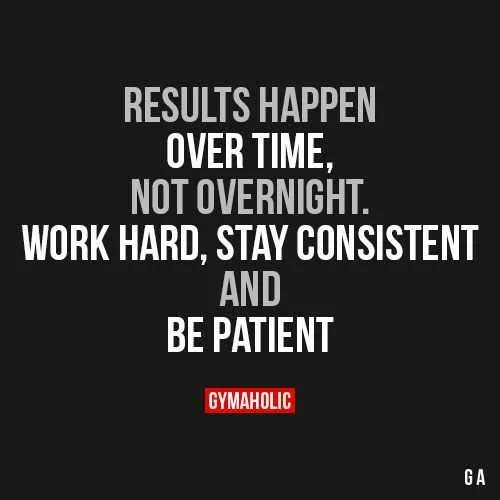 RESULTS HAPPEN
OVER TIME,
NOT OVERNIGHT.
WORK HARD, STAY CONSISTENT
AND
BE PATIENT
GYMAHOLIC
GA